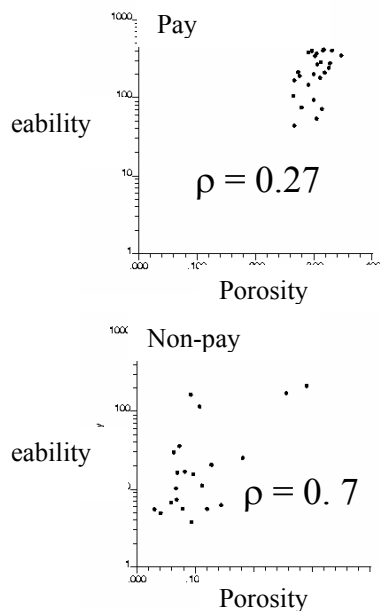 Pay
1000
eability
100
10
ρ = 0.27
1
.000
.100
Porosity
Non-pay
1000
100
eability
ρ = 0. 7
1
.000
.10
Porosity